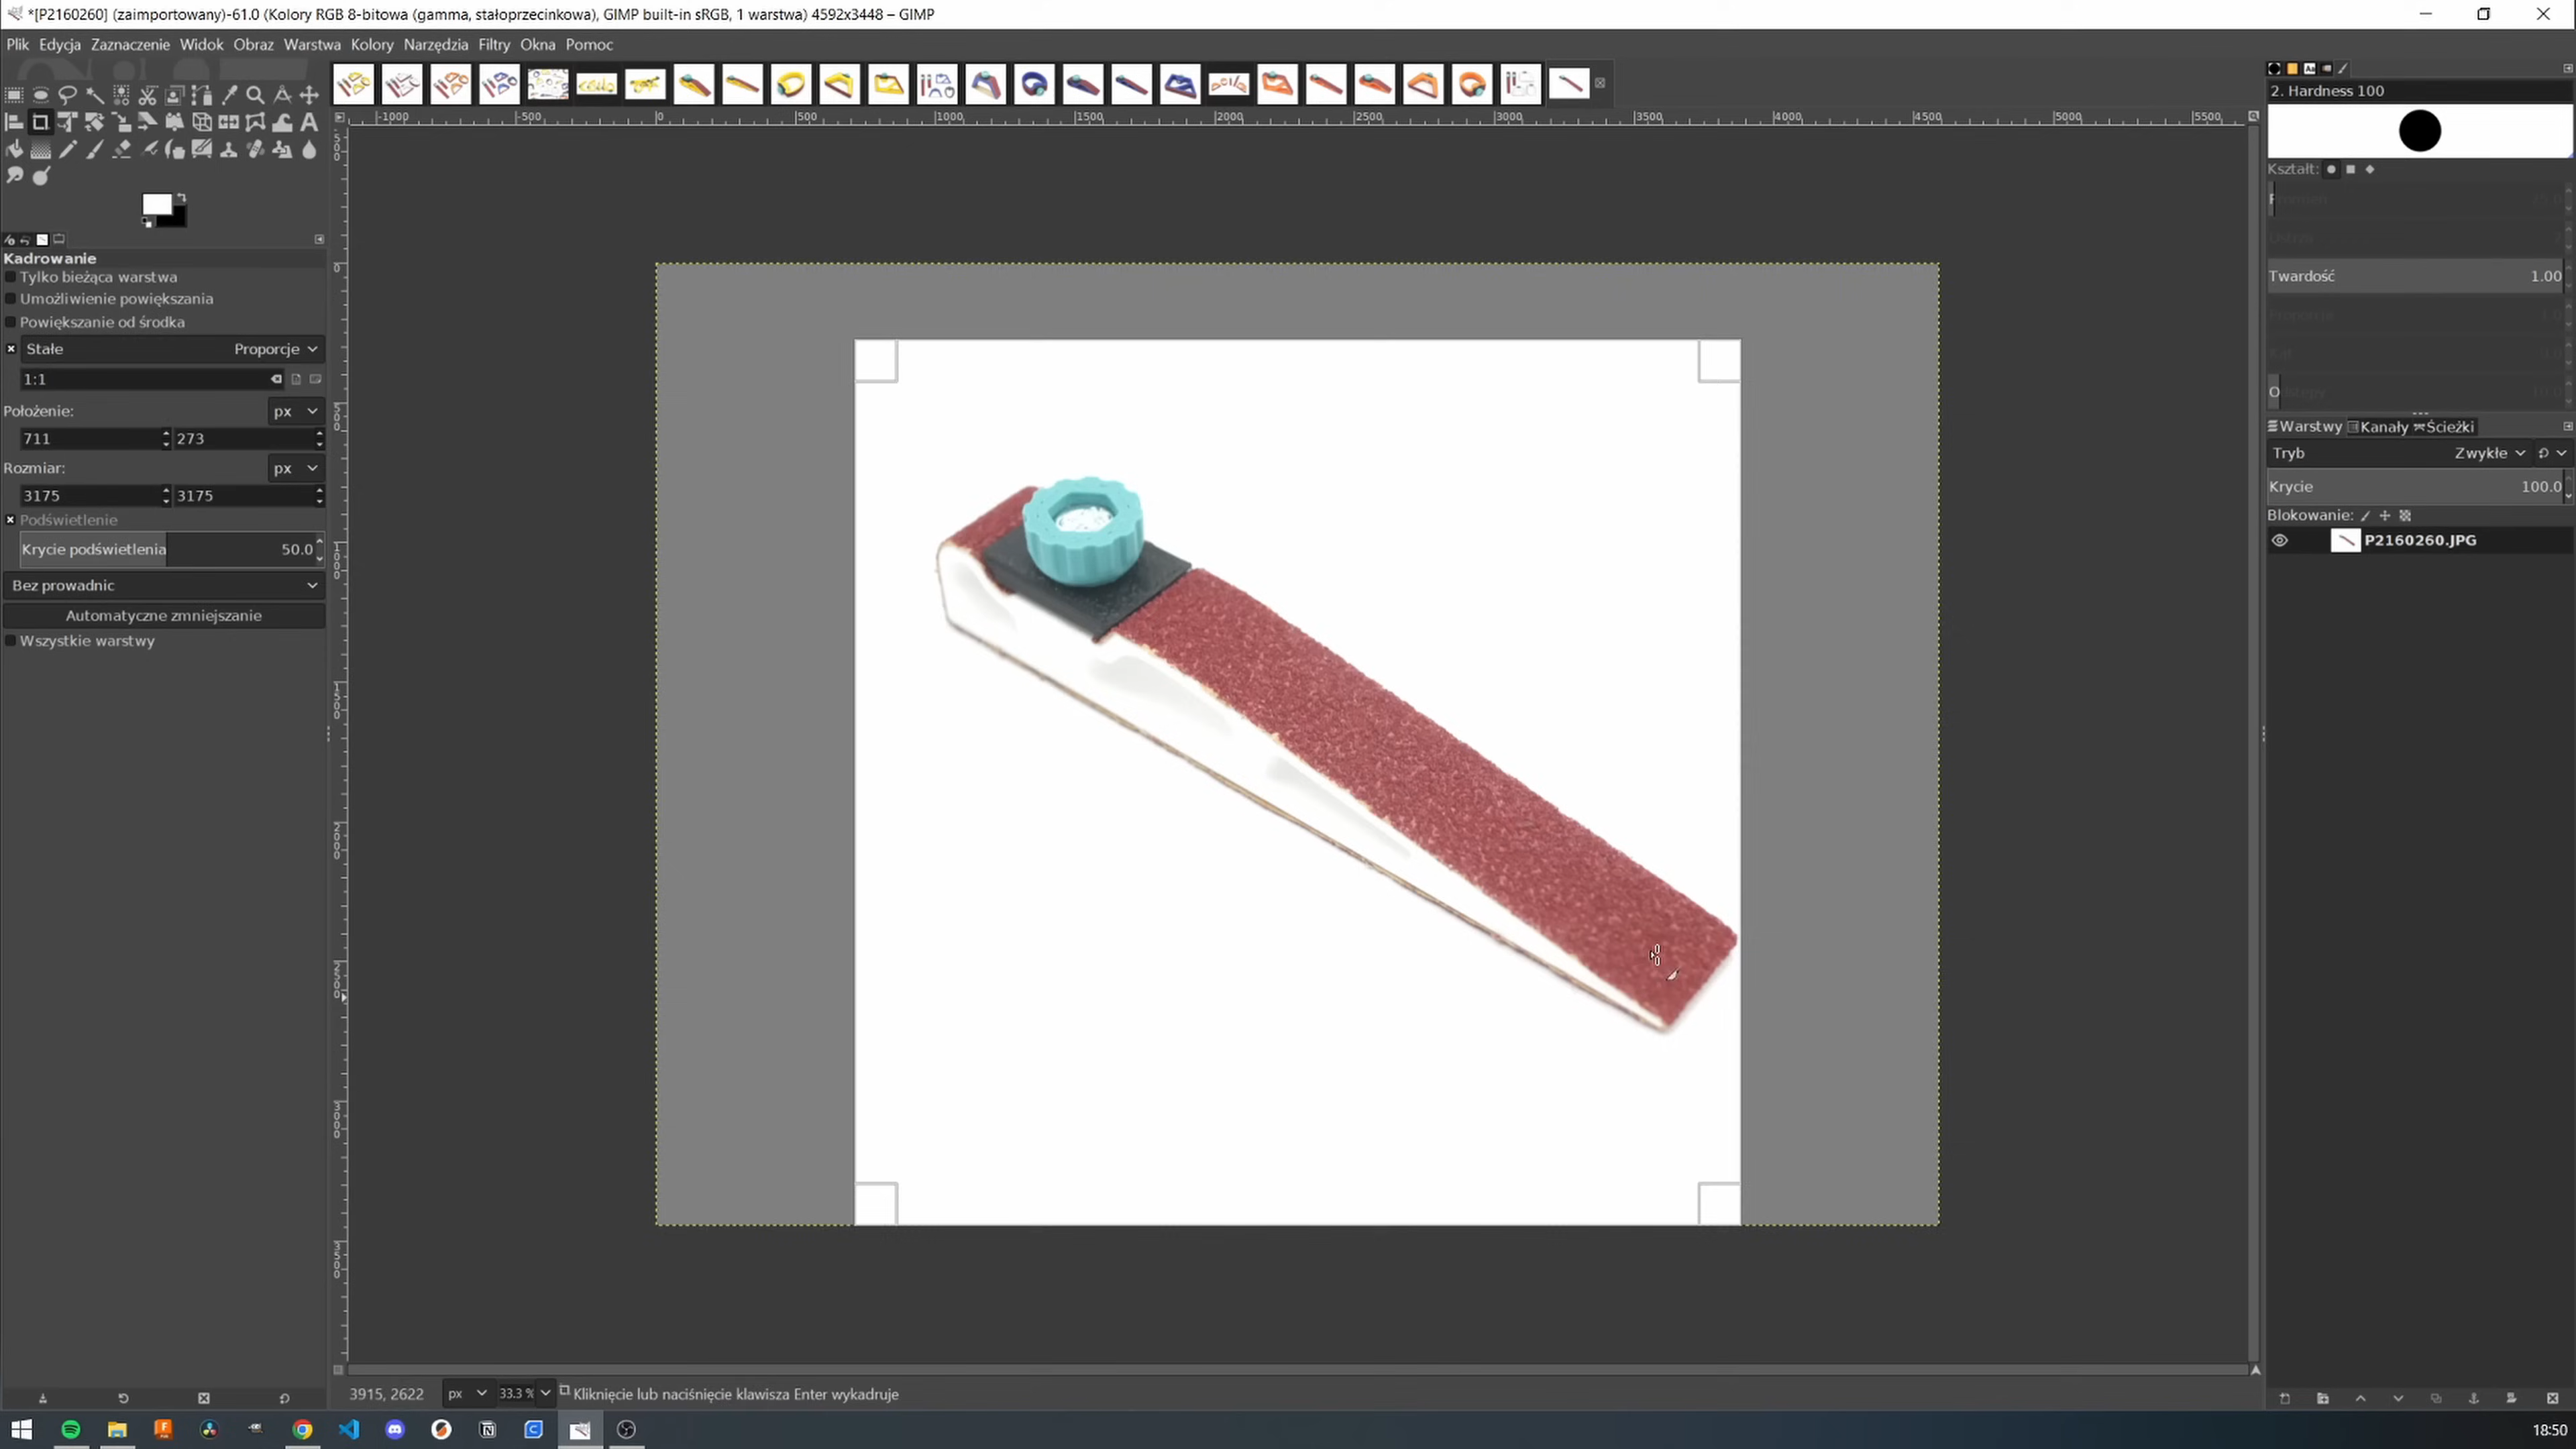 *[P2160260] (zaimportowany)-61.0 (Kolory RGB 8-bitowa (gamma, stałoprzecinkowa), GIMP built-in sRGB, 1 warstwa) 4592x3448 – GIMP
Plik Edycja Zaznaczenie Widok Obraz Warstwa Kolory Narzędzia Filtry Okna Pomoc
2. Hardness 100
-1000 -500 0 500 1000 1500 2000 2500 3000 3500 4000 4500 5000 5500
Kształt:
Kadrowanie
Tylko bieżąca warstwa
Twardość 1.00
Umożliwienie powiększania
Powiększanie od środka
Stałe Proporcje
1:1
Położenie: px
Warstwy Kanały Ścieżki
711 273
Tryb Zwykłe
Rozmiar: px
Krycie 100.0
3175 3175
Blokowanie:
Podświetlenie
P2160260.JPG
Krycie podświetlenia 50.0
Bez prowadnic
Automatyczne zmniejszanie
Wszystkie warstwy
3915, 2622 px 33.3 % Kliknięcie lub naciśnięcie klawisza Enter wykadruje
18:50